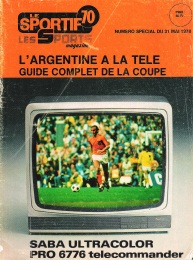 LE SPORTIF 70
LES SPORTS
magazine
NUMERO SPECIAL DU 31 MAI 1978
L'ARGENTINE A LA TELE
GUIDE COMPLET DE LA COUPE
SABA ULTRACOLOR
PRO 6776 telecommander